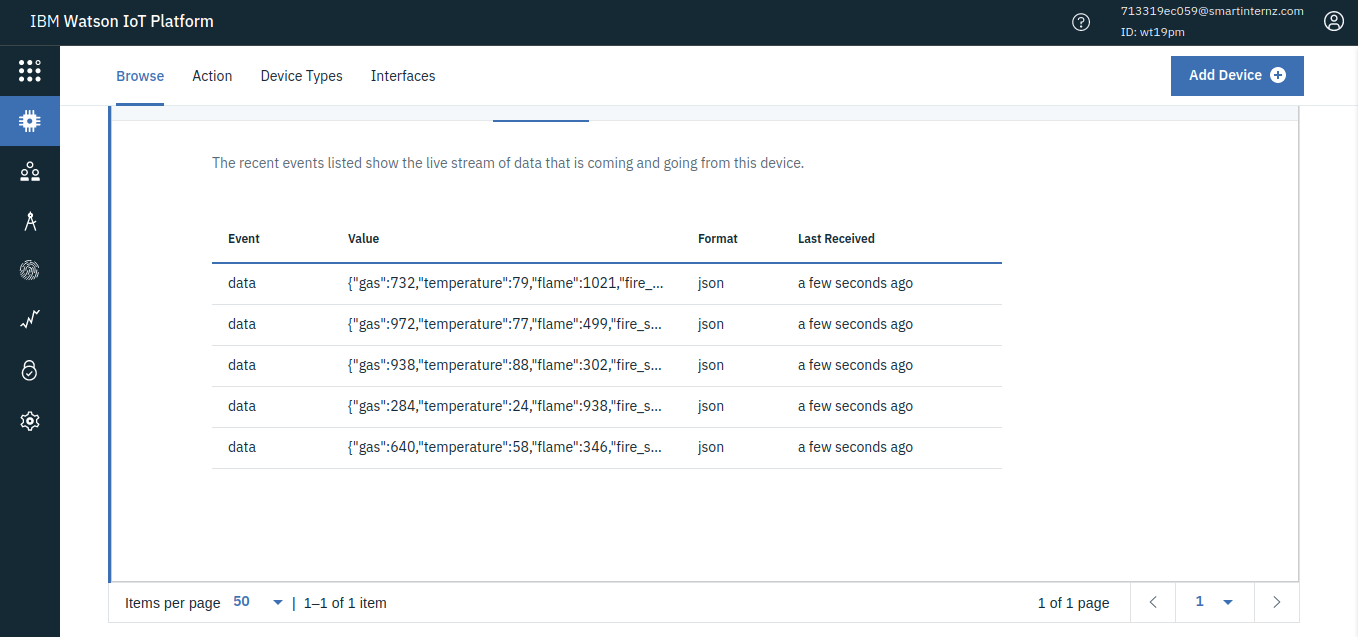 IBM Watson IoT Platform
713319ec059@smartinternz.com
ID: wt19pm
Browse Action Device Types Interfaces
Add Device
The recent events listed show the live stream of data that is coming and going from this device.
Event Value Format Last Received
data {"gas":732,"temperature":79,"flame":1021,"fire_... json a few seconds ago
data {"gas":972,"temperature":77,"flame":499,"fire_s... json a few seconds ago
data {"gas":938,"temperature":88,"flame":302,"fire_s... json a few seconds ago
data {"gas":284,"temperature":24,"flame":938,"fire_s... json a few seconds ago
data {"gas":640,"temperature":58,"flame":346,"fire_s... json a few seconds ago
Items per page 50 | 1–1 of 1 item 1 of 1 page 1